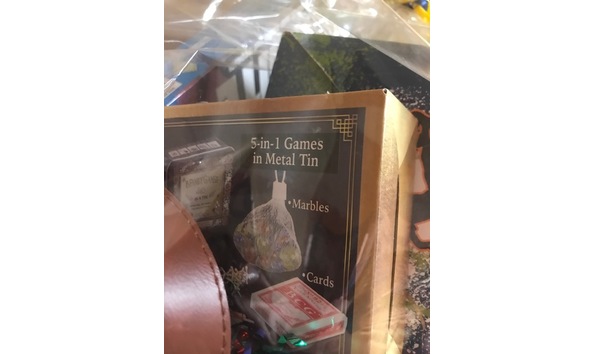 5-in-1 Games
in Metal Tin
•Marbles
•Cards